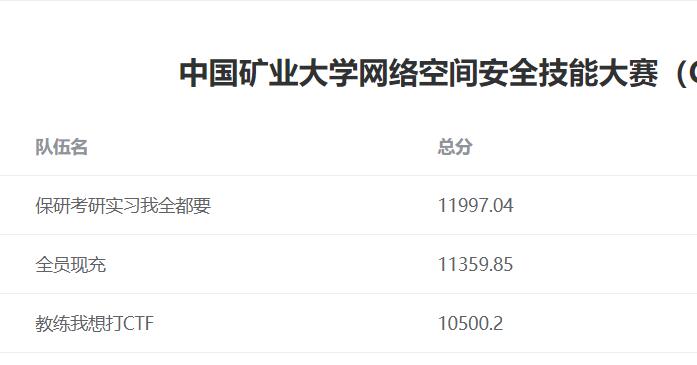 中国矿业大学网络空间安全技能大赛（
队伍名 总分
保研考研实习我全都要 11997.04
全员现充 11359.85
教练我想打CTF 10500.2